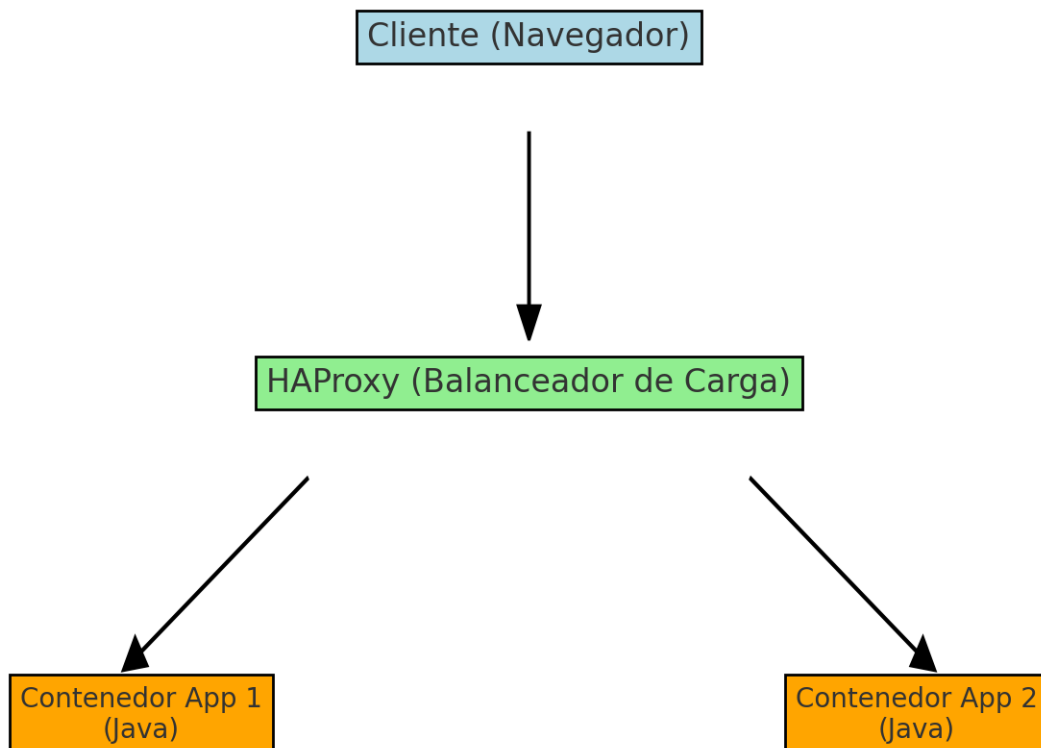 Cliente (Navegador)
HAProxy (Balanceador de Carga)
Contenedor App 1
(Java)
Contenedor App 2
(Java)